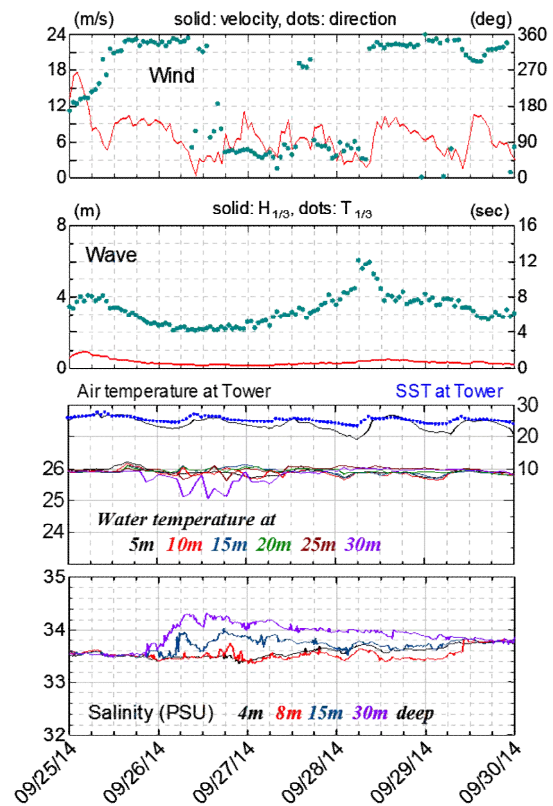 (m/s) solid: velocity, dots: direction (deg)
24 360
Wind
18 270
12 180
6 90
0 0
(m) solid: H1/3, dots: T1/3 (sec)
8 16
Wave
12
4 8
4
0 0
Air temperature at Tower SST at Tower
30
20
26 10
25
24
23
Water temperature at
5m 10m 15m 20m 25m 30m
35
34
33
Salinity (PSU) 4m 8m 15m 30m deep
32
09/25/14 09/26/14 09/27/14 09/28/14 09/29/14 09/30/14